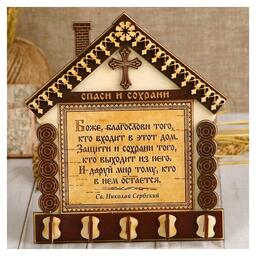 СПАСИ И СОХРАНИ
Боже, благослови того,
кто входит в этот дом.
Защити и сохрани того,
кто выходит из него.
И даруй мир тому, кто
в нем остается.
Св. Николай Сербский